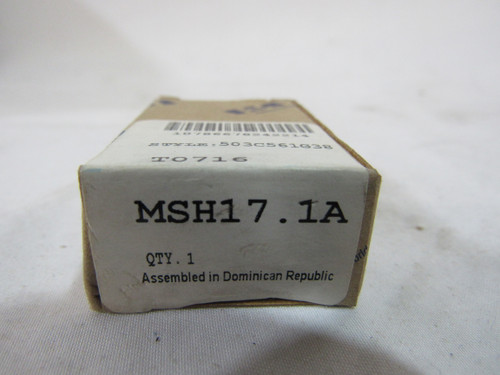 STYLE:503C561G38
T0716
MSH17.1A
QTY.1
Assembled in Dominican Republic